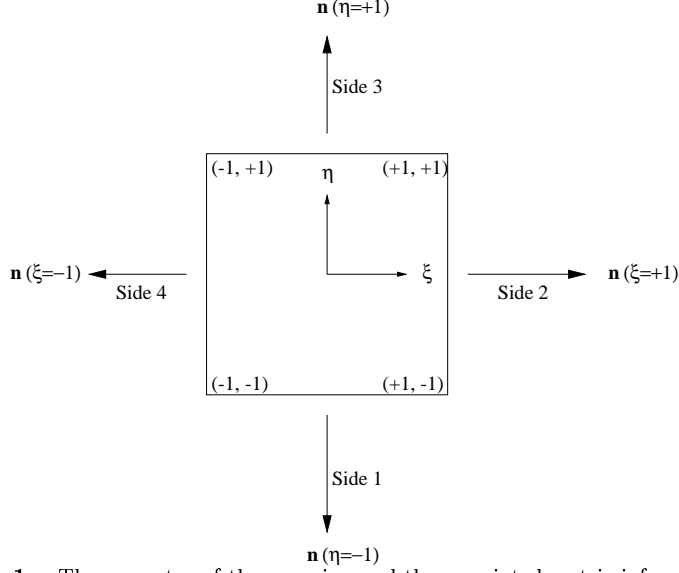 n (η=+1)
Side 3
(-1, +1)
η
(+1, +1)
n (ξ=−1)
Side 4
ξ
n (ξ=+1)
Side 2
(-1, -1)
(+1, -1)
Side 1
n (η=−1)